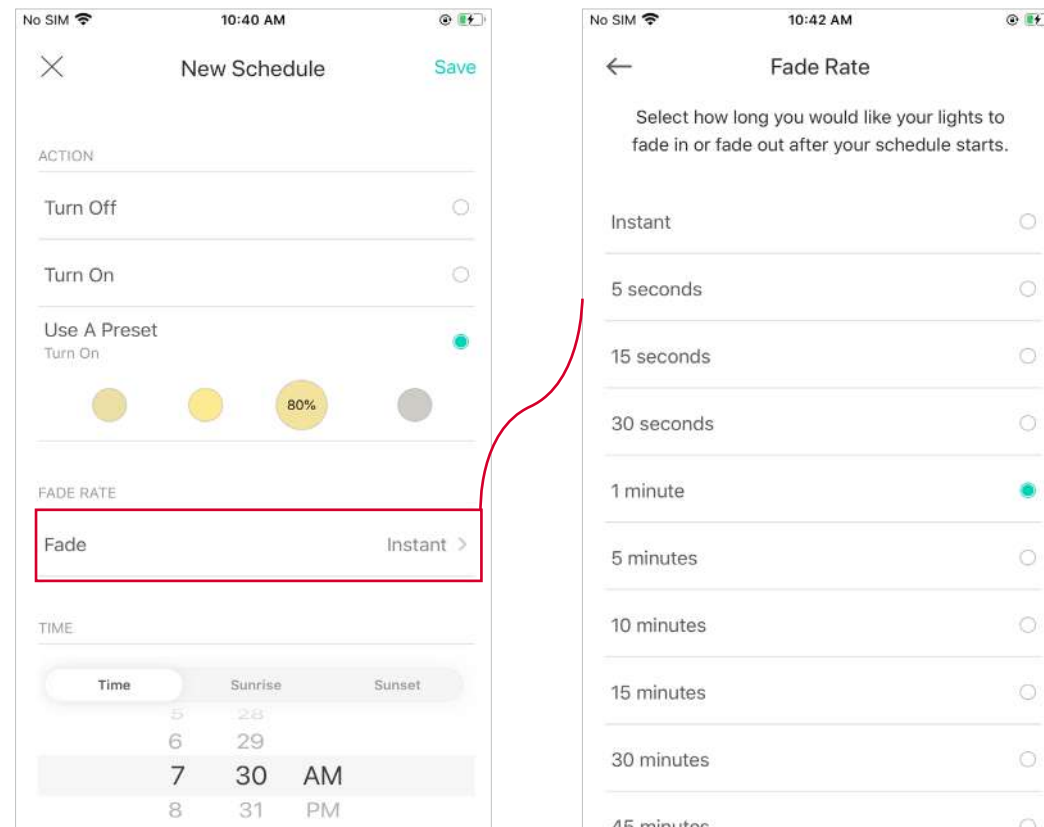 No SIM 10:40 AM
New Schedule Save
ACTION
Turn Off
Turn On
Use A Preset
Turn On
80%
FADE RATE
Fade Instant >
TIME
Time Sunrise Sunset
5 28
6 29
7 30 AM
8 31 PM
No SIM 10:42 AM
Fade Rate
Select how long you would like your lights to
fade in or fade out after your schedule starts.
Instant
5 seconds
15 seconds
30 seconds
1 minute
5 minutes
10 minutes
15 minutes
30 minutes
45 minutes